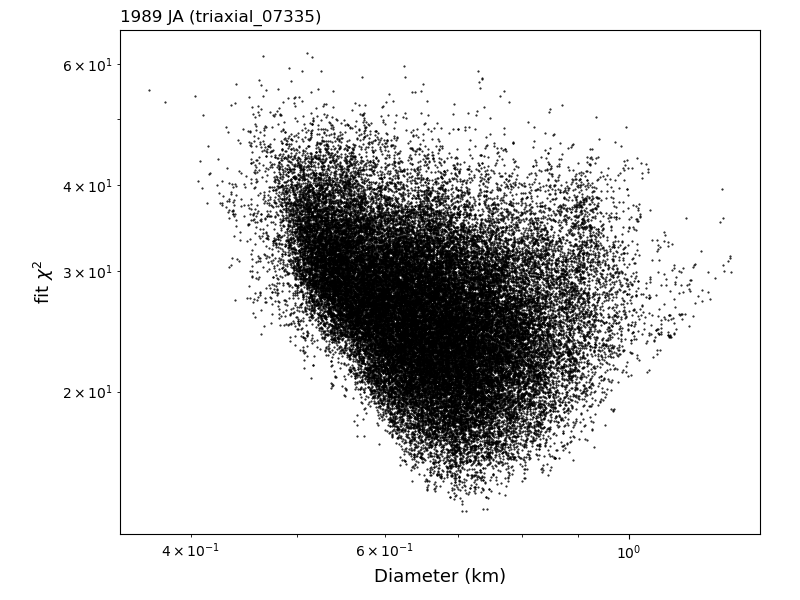 1989 JA (triaxial_07335)
6 × 10¹
4 × 10¹
3 × 10¹
2 × 10¹
fit χ²
4 × 10⁻¹
6 × 10⁻¹
10⁰
Diameter (km)